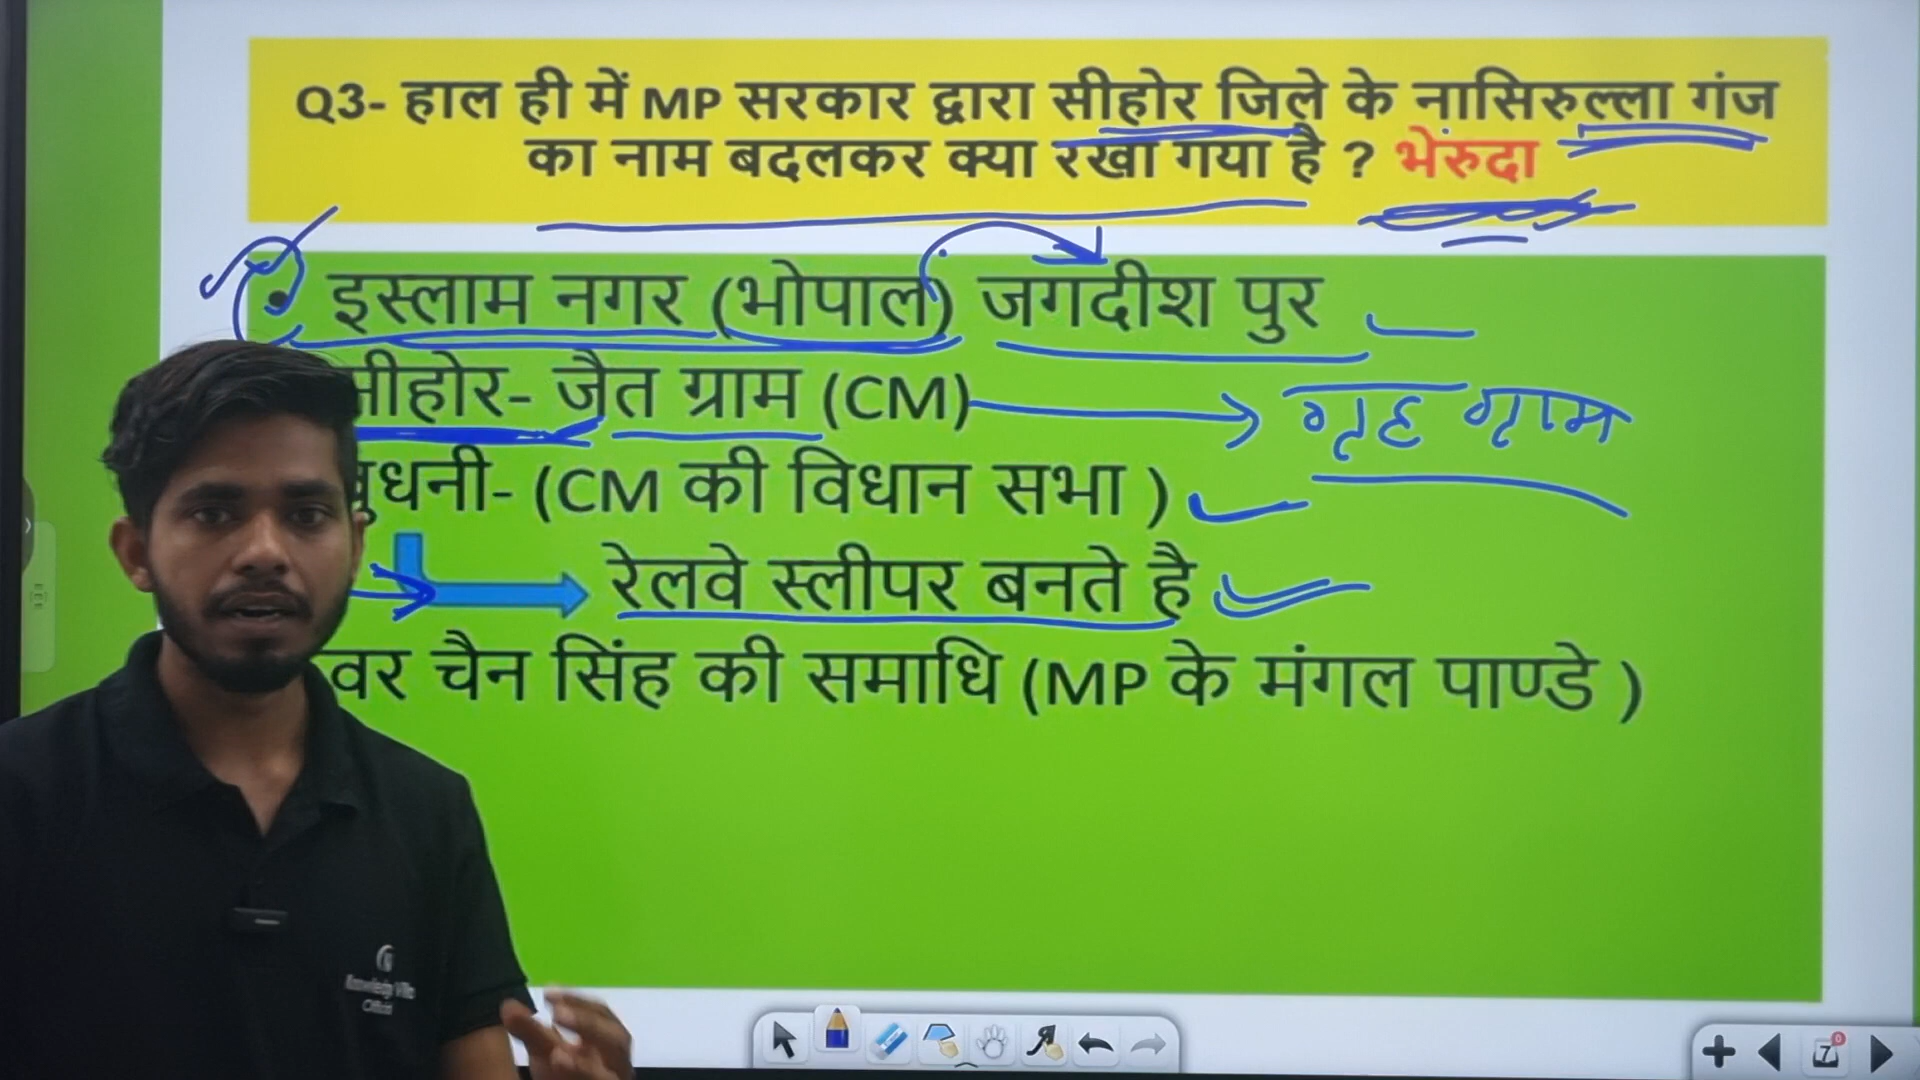 Q3- हाल ही में MP सरकार द्वारा सीहोर जिले के नासिरुल्ला गंज
का नाम बदलकर क्या रखा गया है ? भेरुंदा
इस्लाम नगर (भोपाल) जगदीश पुर
सीहोर- जैत ग्राम (CM) गृह ग्राम
बुधनी- (CM की विधान सभा )
रेलवे स्लीपर बनते है
वर चैन सिंह की समाधि (MP के मंगल पाण्डे )
7